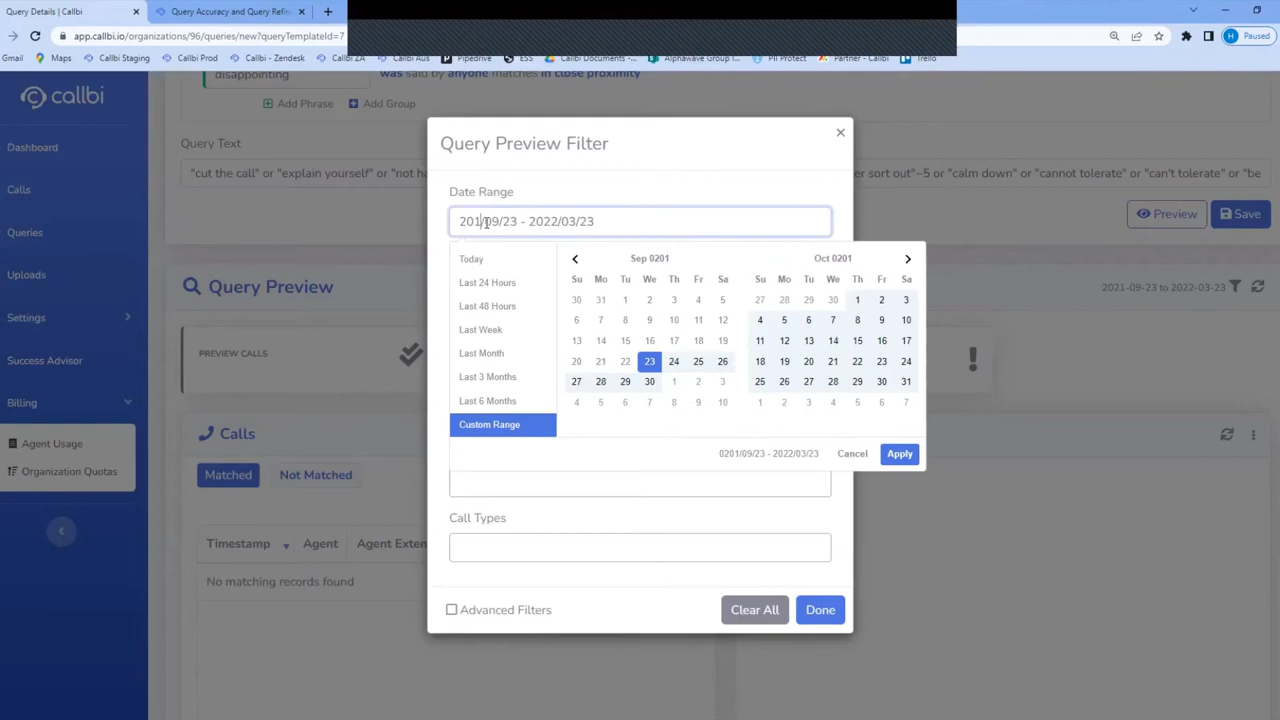 Query Details | Callbi
Query Accuracy and Query Refin
app.callbi.io/organizations/96/queries/new?queryTemplateId=7
H Paused
Gmail Maps Callbi Staging Callbi Prod Callbi - Zendesk Callbi ZA Callbi Aus Pipedrive ESS Callbi Documents -... Alphawave Group I... PII Protect Partner - Callbi Trello
callbi
Dashboard
Calls
Queries
Uploads
Settings
Success Advisor
Billing
Agent Usage
Organization Quotas
disappointing
was said by anyone matches in close proximity
Add Phrase Add Group
Query Text
"cut the call" or "explain yourself" or "not ha
er sort out"~5 or "calm down" or "cannot tolerate" or "can't tolerate" or "be
Preview Save
Query Preview
2021-09-23 to 2022-03-23
PREVIEW CALLS
Calls
Matched Not Matched
Timestamp Agent Agent Exten
No matching records found
Query Preview Filter
Date Range
201/09/23 - 2022/03/23
Today
Last 24 Hours
Last 48 Hours
Last Week
Last Month
Last 3 Months
Last 6 Months
Custom Range
Sep 0201
Su Mo Tu We Th Fr Sa
30 31 1 2 3 4 5
6 7 8 9 10 11 12
13 14 15 16 17 18 19
20 21 22 23 24 25 26
27 28 29 30 1 2 3
4 5 6 7 8 9 10
Oct 0201
Su Mo Tu We Th Fr Sa
27 28 29 30 1 2 3
4 5 6 7 8 9 10
11 12 13 14 15 16 17
18 19 20 21 22 23 24
25 26 27 28 29 30 31
1 2 3 4 5 6 7
0201/09/23 - 2022/03/23 Cancel Apply
Call Types
Advanced Filters
Clear All Done